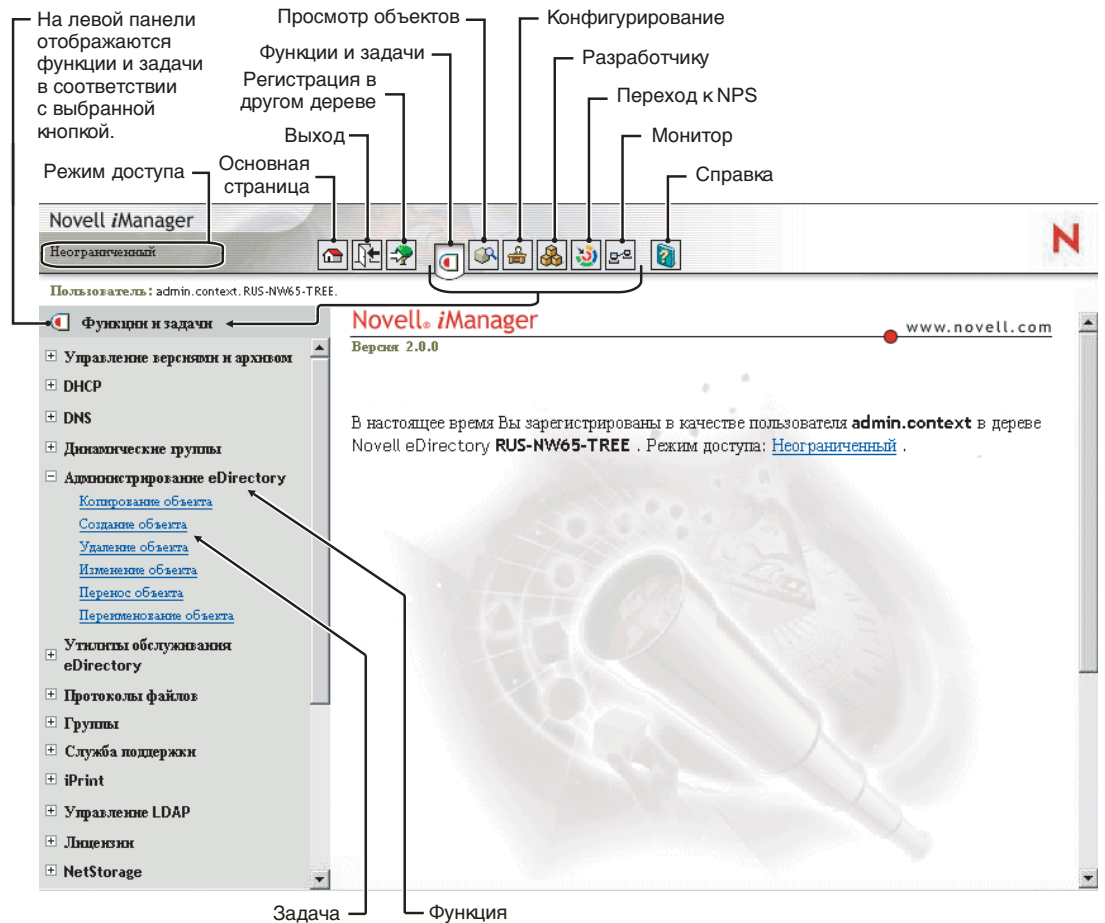 На левой панели
отображаются
функции и задачи
в соответствии
с выбранной
кнопкой.
Режим доступа
Просмотр объектов
Функции и задачи
Регистрация в
другом дереве
Выход
Основная
страница
Конфигурирование
Разработчику
Переход к NPS
Монитор
Справка
Novell iManager
Неограниченный
N
Пользователь: admin.context.RUS-NW65-TREE.
Функции и задачи
Управление версиями и архивом
DHCP
DNS
Динамические группы
Администрирование eDirectory
Копирование объекта
Создание объекта
Удаление объекта
Изменение объекта
Перенос объекта
Переименование объекта
Утилиты обслуживания
eDirectory
Протоколы файлов
Группы
Служба поддержки
iPrint
Управление LDAP
Лицензии
NetStorage
Novell® iManager
www.novell.com
Версия 2.0.0
В настоящее время Вы зарегистрированы в качестве пользователя admin.context в дереве
Novell eDirectory RUS-NW65-TREE . Режим доступа: Неограниченный .
Задача
Функция